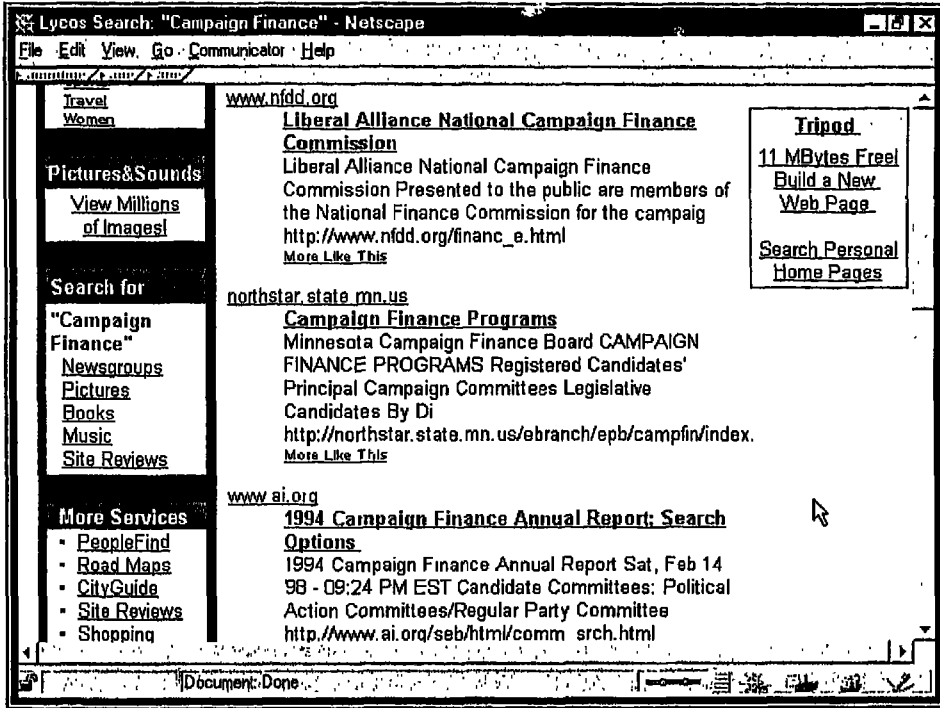 Lycos Search: "Campaign Finance" - Netscape
File Edit View Go Communicator Help
Travel
Women
Pictures&Sounds
View Millions
of Images!
Search for
"Campaign
Finance"
Newsgroups
Pictures
Books
Music
Site Reviews
More Services
PeopleFind
Road Maps
CityGuide
Site Reviews
Shopping
www.nfdd.org
Liberal Alliance National Campaign Finance
Commission
Liberal Alliance National Campaign Finance
Commission Presented to the public are members of
the National Finance Commission for the campaig
http://www.nfdd.org/financ_e.html
More Like This
northstar.state.mn.us
Campaign Finance Programs
Minnesota Campaign Finance Board CAMPAIGN
FINANCE PROGRAMS Registered Candidates'
Principal Campaign Committees Legislative
Candidates By Di
http://northstar.state.mn.us/ebranch/epb/campfin/index.
More Like This
www.ai.org
1994 Campaign Finance Annual Report: Search
Options
1994 Campaign Finance Annual Report Sat, Feb 14
98 - 09:24 PM EST Candidate Committees: Political
Action Committees/Regular Party Committee
http://www.ai.org/seb/html/comm_srch.html
Tripod
11 MBytes Free!
Build a New
Web Page
Search Personal
Home Pages
Document: Done